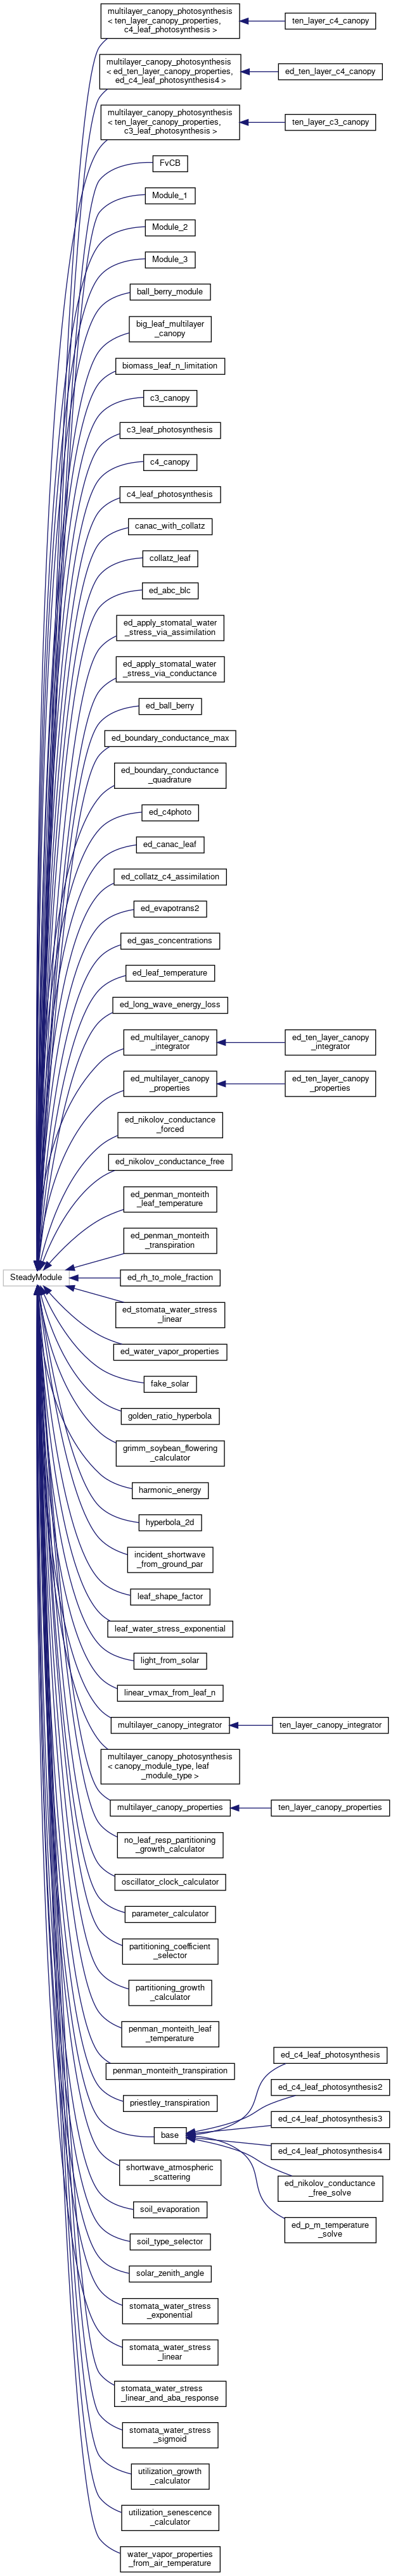 multilayer_canopy_photosynthesis
< ten_layer_canopy_properties,
c4_leaf_photosynthesis >
ten_layer_c4_canopy
multilayer_canopy_photosynthesis
< ed_ten_layer_canopy_properties,
ed_c4_leaf_photosynthesis4 >
ed_ten_layer_c4_canopy
multilayer_canopy_photosynthesis
< ten_layer_canopy_properties,
c3_leaf_photosynthesis >
ten_layer_c3_canopy
FvCB
Module_1
Module_2
Module_3
ball_berry_module
big_leaf_multilayer
_canopy
biomass_leaf_n_limitation
c3_canopy
c3_leaf_photosynthesis
c4_canopy
c4_leaf_photosynthesis
canac_with_collatz
collatz_leaf
ed_abc_blc
ed_apply_stomatal_water
_stress_via_assimilation
ed_apply_stomatal_water
_stress_via_conductance
ed_ball_berry
ed_boundary_conductance_max
ed_boundary_conductance
_quadrature
ed_c4photo
ed_canac_leaf
ed_collatz_c4_assimilation
ed_evapotrans2
ed_gas_concentrations
ed_leaf_temperature
ed_long_wave_energy_loss
ed_multilayer_canopy
_integrator
ed_ten_layer_canopy
_integrator
ed_multilayer_canopy
_properties
ed_ten_layer_canopy
_properties
ed_nikolov_conductance
_forced
ed_nikolov_conductance_free
ed_penman_monteith
_leaf_temperature
ed_penman_monteith
_transpiration
SteadyModule
ed_rh_to_mole_fraction
ed_stomata_water_stress
_linear
ed_water_vapor_properties
fake_solar
golden_ratio_hyperbola
grimm_soybean_flowering
_calculator
harmonic_energy
hyperbola_2d
incident_shortwave
_from_ground_par
leaf_shape_factor
leaf_water_stress_exponential
light_from_solar
linear_vmax_from_leaf_n
multilayer_canopy_integrator
ten_layer_canopy_integrator
multilayer_canopy_photosynthesis
< canopy_module_type, leaf
_module_type >
multilayer_canopy_properties
ten_layer_canopy_properties
no_leaf_resp_partitioning
_growth_calculator
oscillator_clock_calculator
parameter_calculator
partitioning_coefficient
_selector
partitioning_growth
_calculator
penman_monteith_leaf
_temperature
penman_monteith_transpiration
priestley_transpiration
base
ed_c4_leaf_photosynthesis
ed_c4_leaf_photosynthesis2
ed_c4_leaf_photosynthesis3
ed_c4_leaf_photosynthesis4
ed_nikolov_conductance
_free_solve
ed_p_m_temperature
_solve
shortwave_atmospheric
_scattering
soil_evaporation
soil_type_selector
solar_zenith_angle
stomata_water_stress
_exponential
stomata_water_stress
_linear
stomata_water_stress
_linear_and_aba_response
stomata_water_stress
_sigmoid
utilization_growth
_calculator
utilization_senescence
_calculator
water_vapor_properties
_from_air_temperature